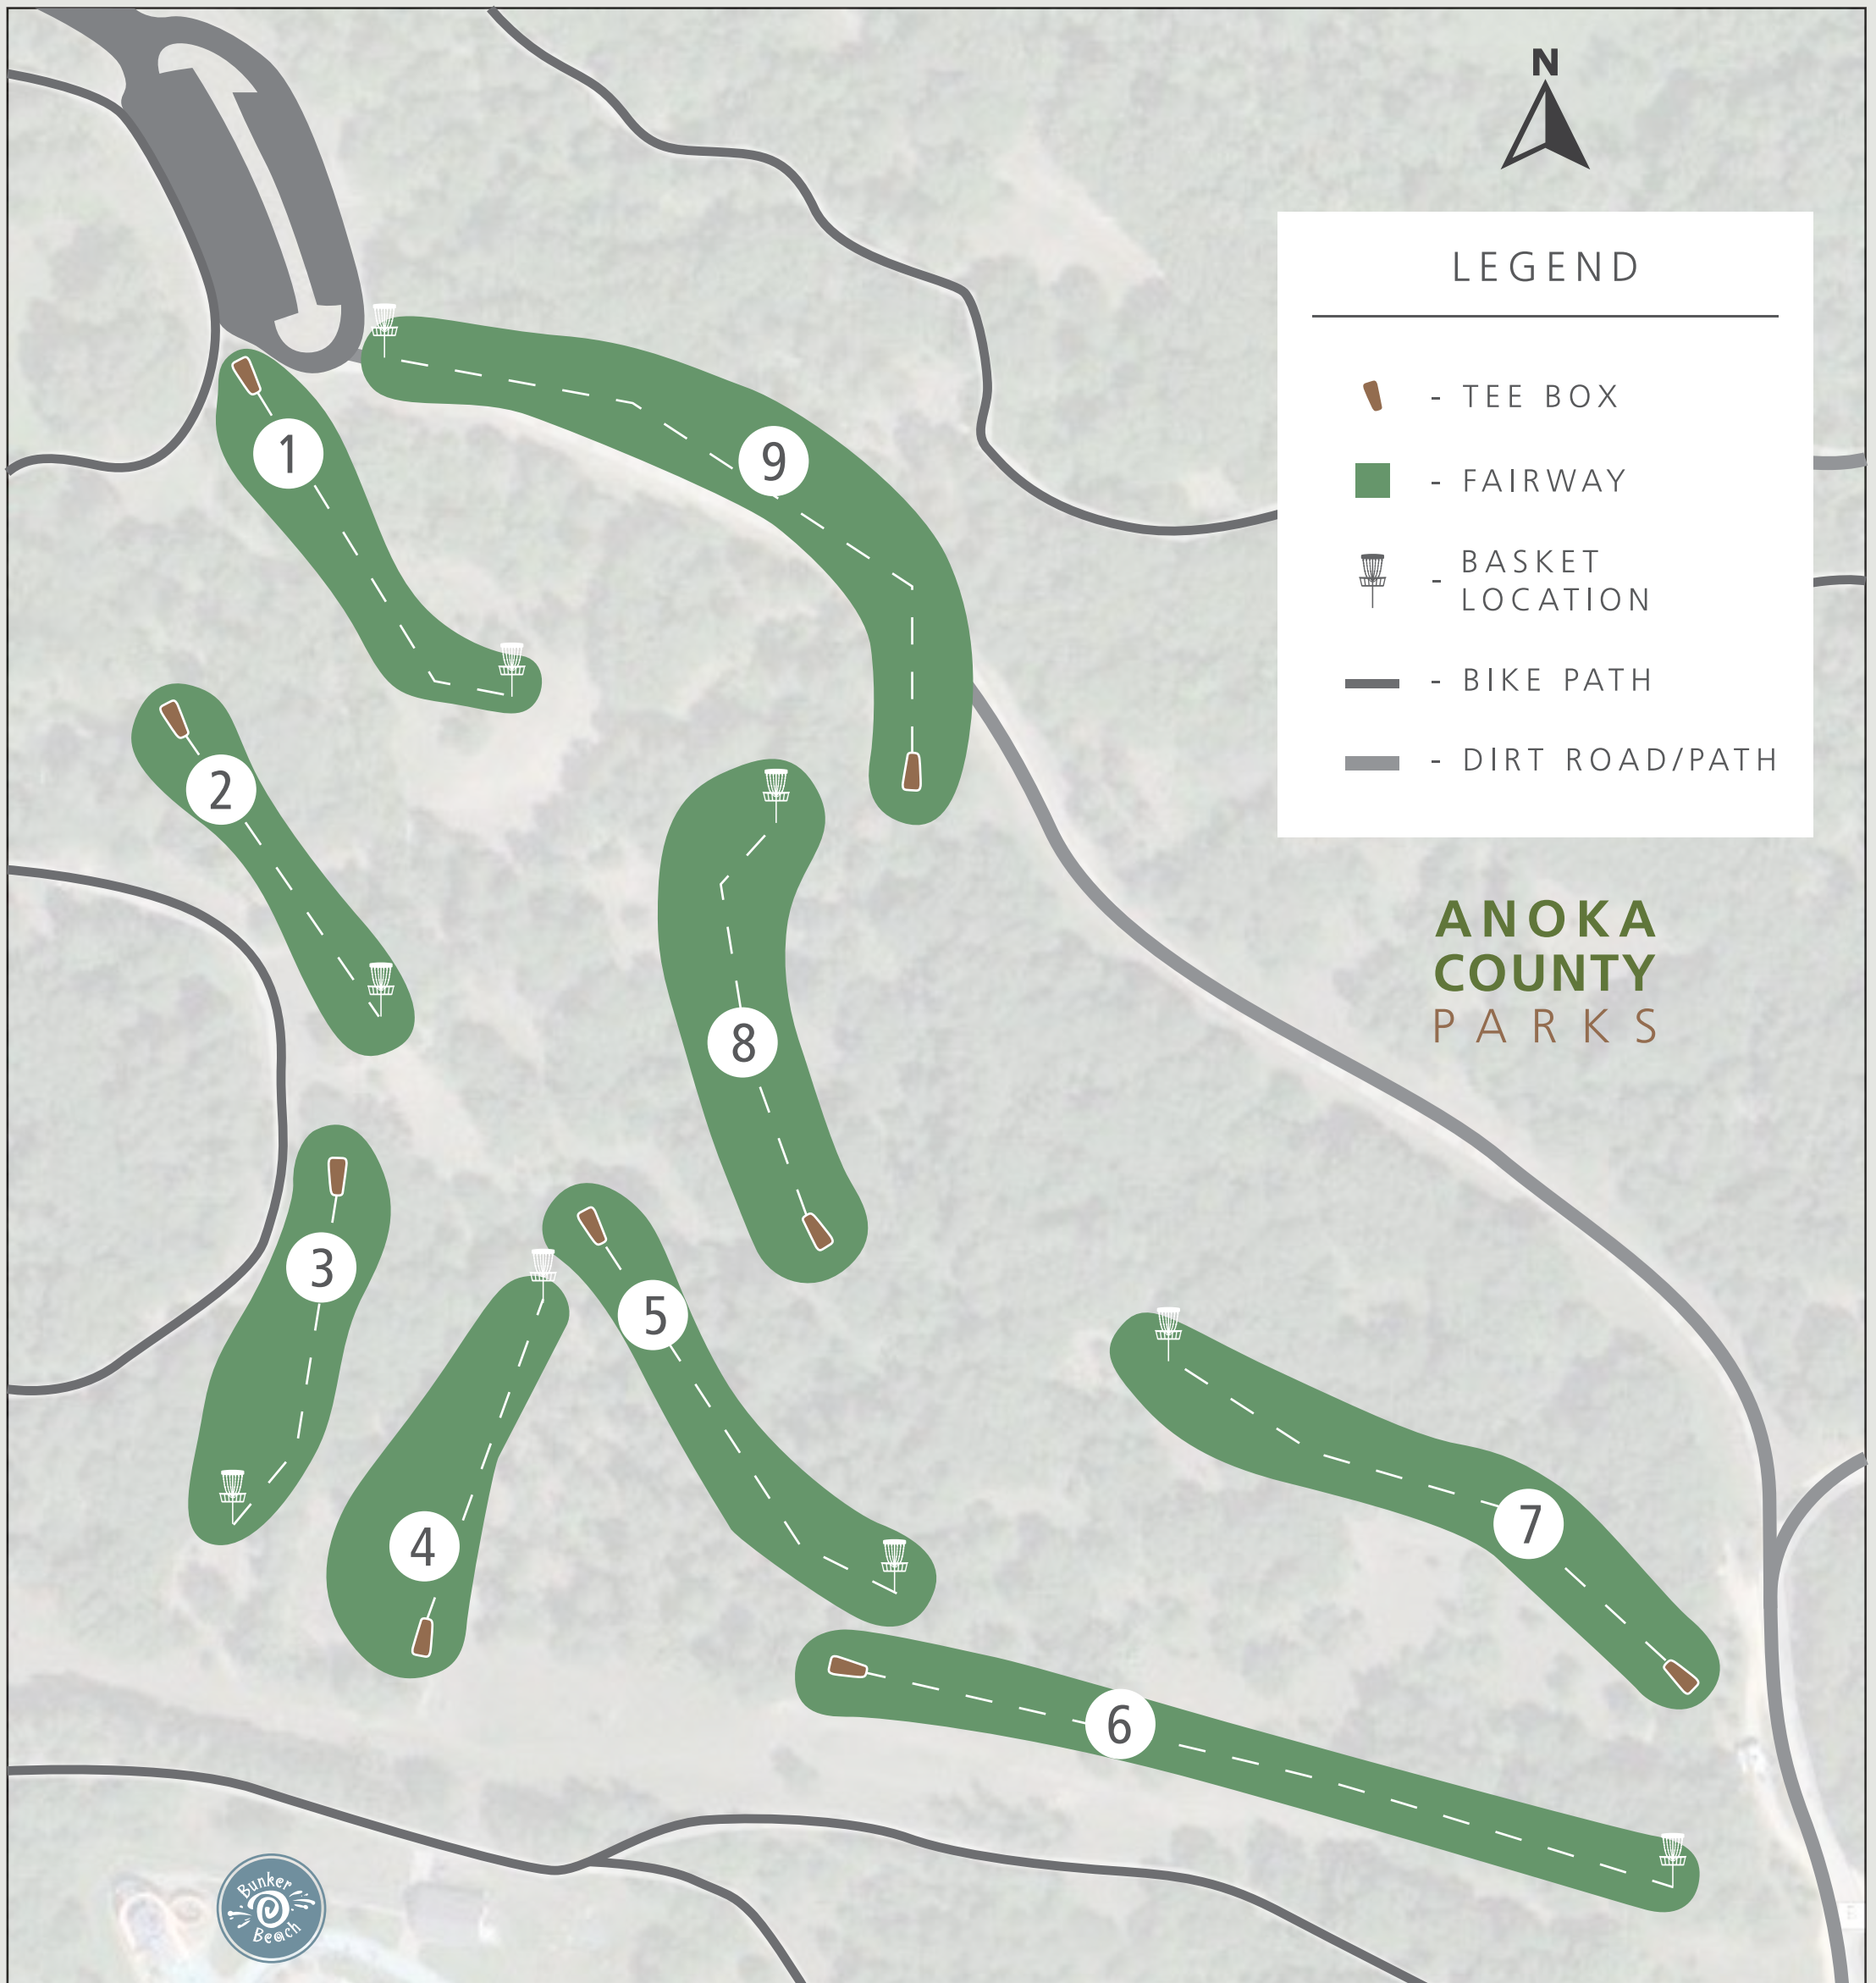 N
LEGEND
- TEE BOX
- FAIRWAY
- BASKET
LOCATION
- BIKE PATH
- DIRT ROAD/PATH
ANOKA
COUNTY
PARKS
1
9
2
8
3
5
4
7
6
Bunker
Beach